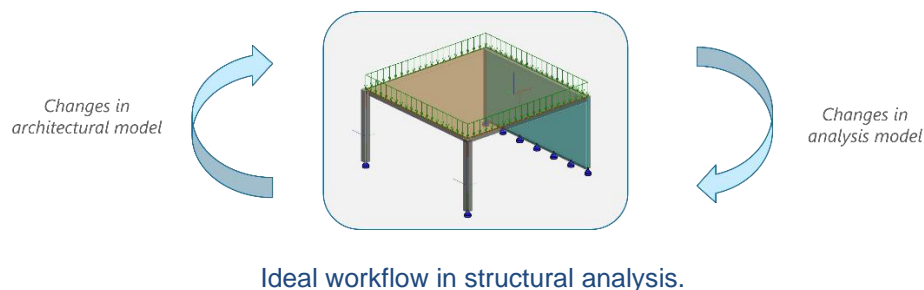 Changes in
architectural model
Changes in
analysis model
Ideal workflow in structural analysis.